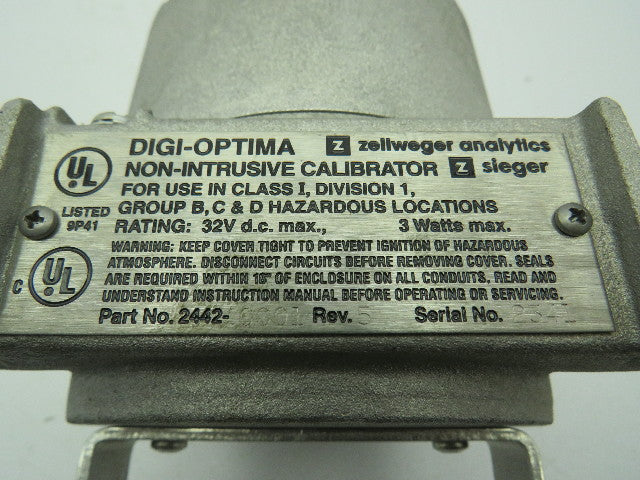 DIGI-OPTIMA Z zellweger analytics
NON-INTRUSIVE CALIBRATOR Z sieger
FOR USE IN CLASS I, DIVISION 1,
GROUP B, C & D HAZARDOUS LOCATIONS
RATING: 32V d.c. max., 3 Watts max.
UL
LISTED
9P41
C UL
WARNING: KEEP COVER TIGHT TO PREVENT IGNITION OF HAZARDOUS
ATMOSPHERE. DISCONNECT CIRCUITS BEFORE REMOVING COVER. SEALS
ARE REQUIRED WITHIN 18" OF ENCLOSURE ON ALL CONDUITS. READ AND
UNDERSTAND INSTRUCTION MANUAL BEFORE OPERATING OR SERVICING.
Part No. 2442- Rev. Serial No.